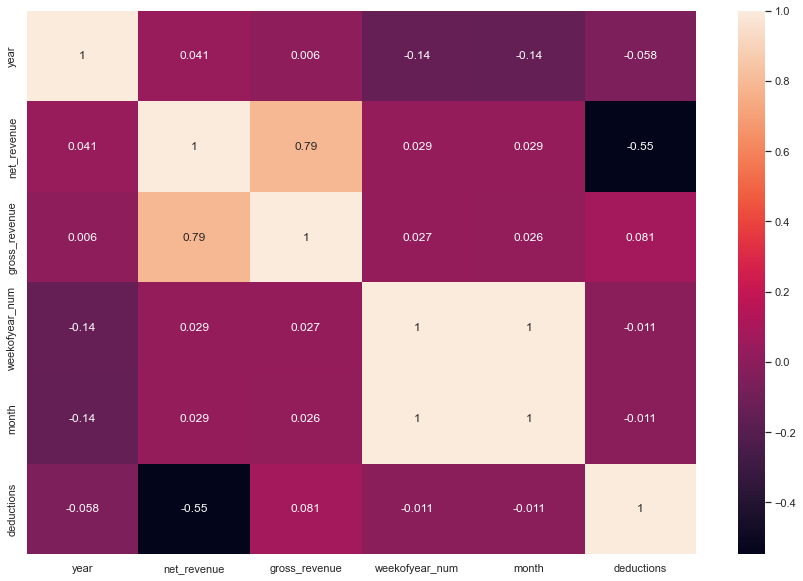 year 1 0.041 0.006 -0.14 -0.14 -0.058
net_revenue 0.041 1 0.79 0.029 0.029 -0.55
gross_revenue 0.006 0.79 1 0.027 0.026 0.081
weekofyear_num -0.14 0.029 0.027 1 1 -0.011
month -0.14 0.029 0.026 1 1 -0.011
deductions -0.058 -0.55 0.081 -0.011 -0.011 1
year net_revenue gross_revenue weekofyear_num month deductions
1.0
0.8
0.6
0.4
0.2
0.0
−0.2
−0.4